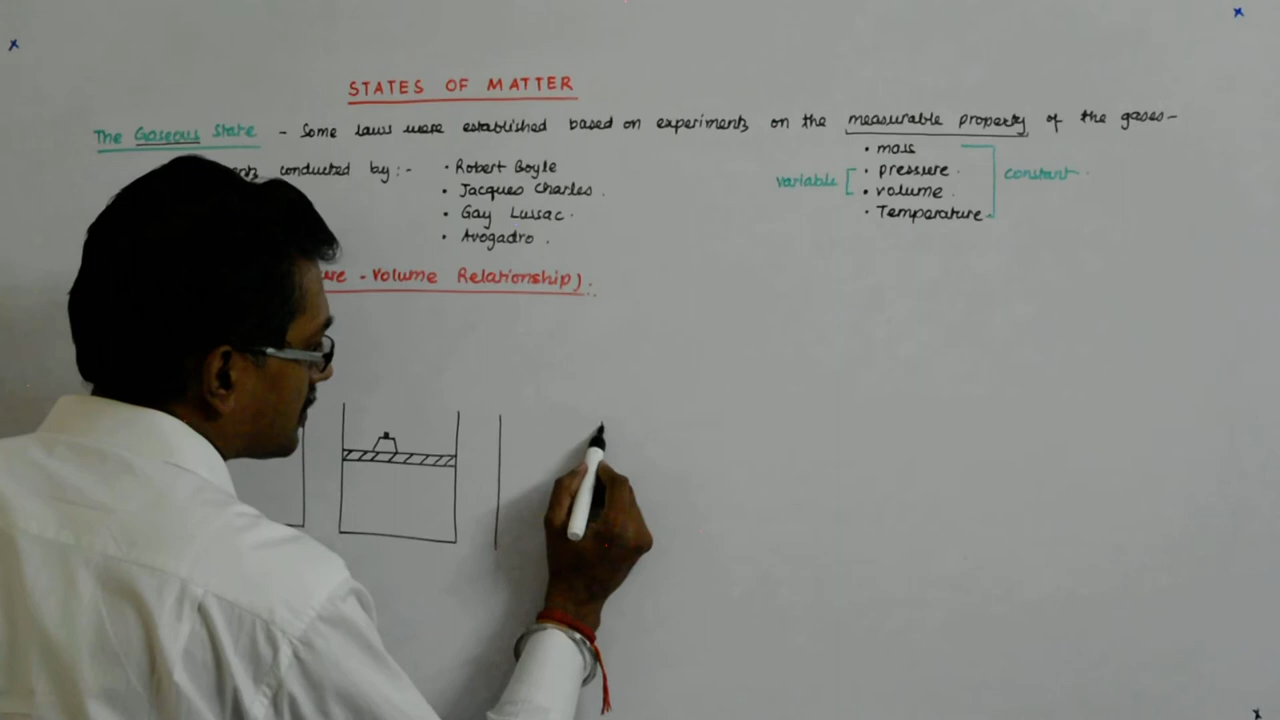 STATES OF MATTER
The Gaseous State - Some laws were established based on experiments on the measurable property of the gases-
conducted by:- • Robert Boyle
• Jacques Charles.
• Gay Lussac.
• Avogadro.
• mass
• pressure.
• volume.
• Temperature.
variable
constant
- Volume Relationship).